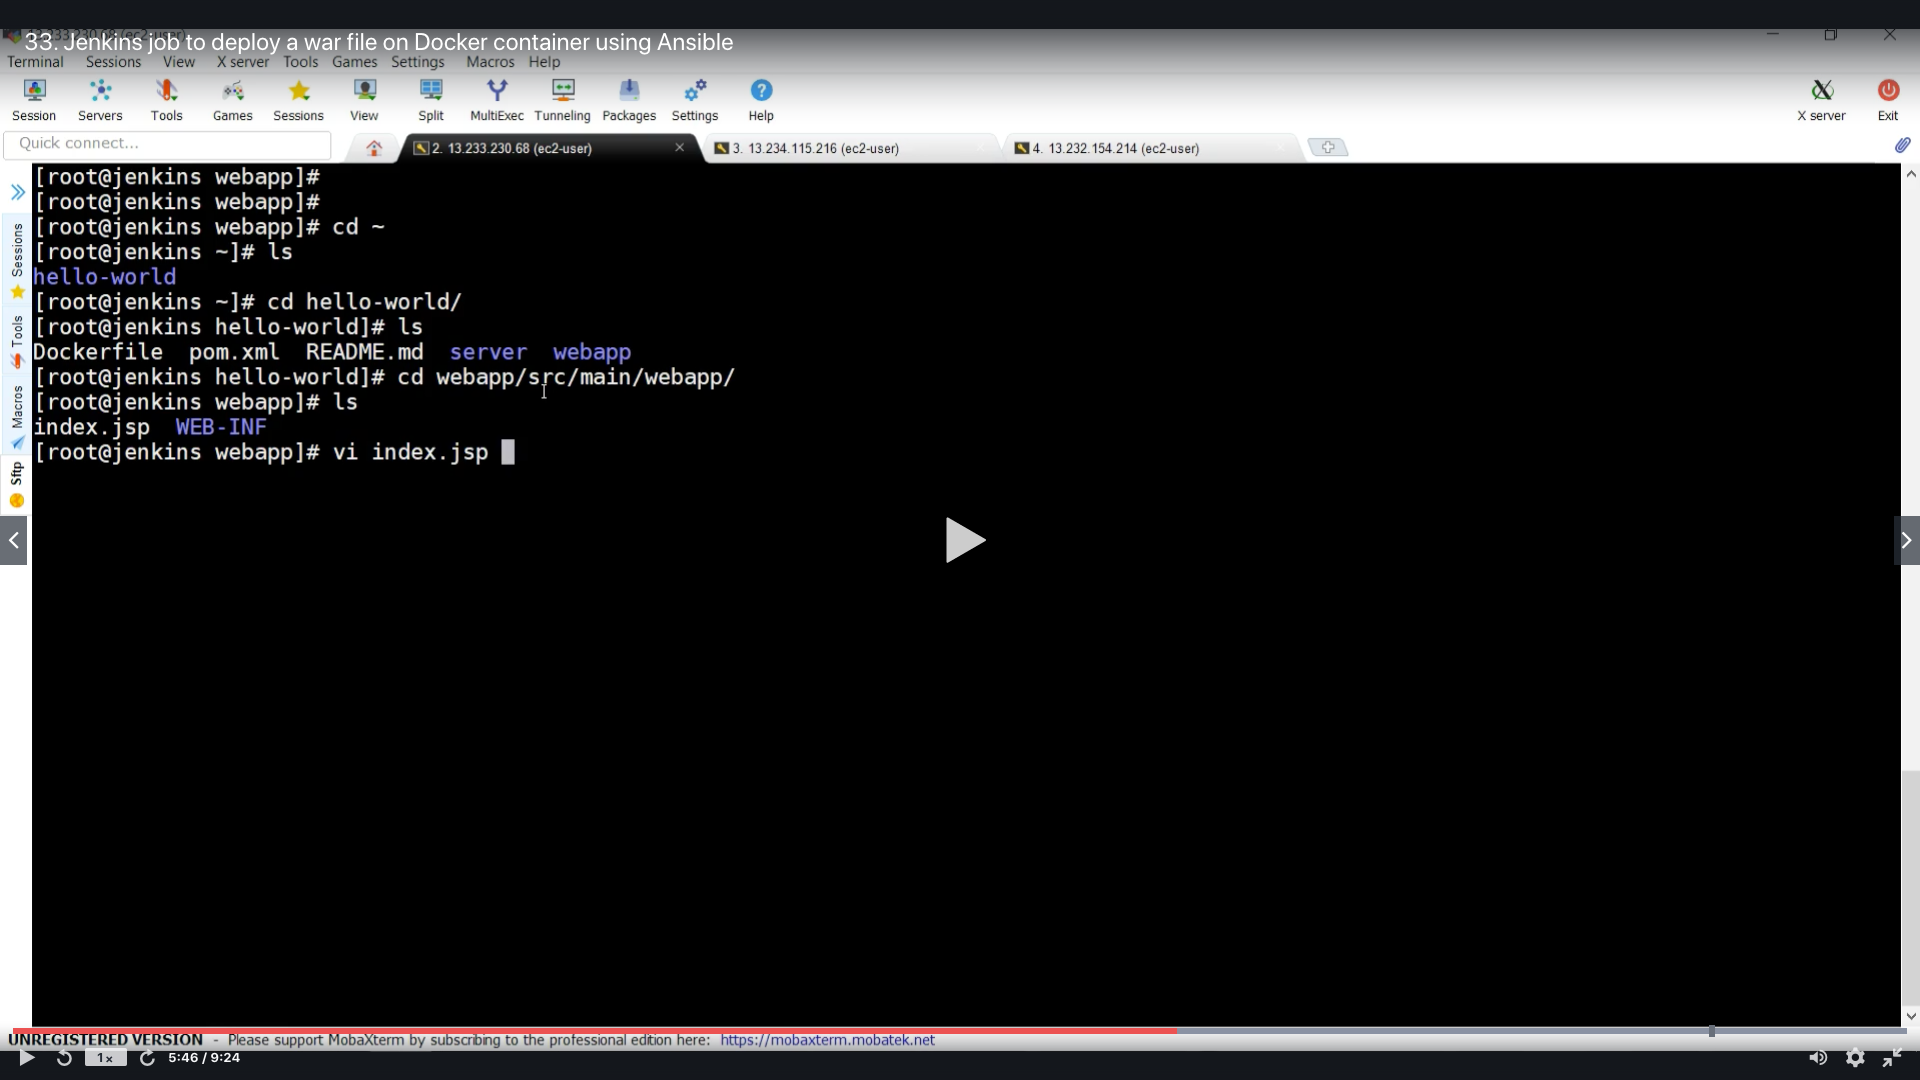 33. Jenkins job to deploy a war file on Docker container using Ansible
Terminal Sessions View X server Tools Games Settings Macros Help
Session Servers Tools Games Sessions View Split MultiExec Tunneling Packages Settings Help X server Exit
Quick connect... 2. 13.233.230.68 (ec2-user) 3. 13.234.115.216 (ec2-user) 4. 13.232.154.214 (ec2-user)
[root@jenkins webapp]#
[root@jenkins webapp]#
[root@jenkins webapp]# cd ~
[root@jenkins ~]# ls
hello-world
[root@jenkins ~]# cd hello-world/
[root@jenkins hello-world]# ls
Dockerfile pom.xml README.md server webapp
[root@jenkins hello-world]# cd webapp/src/main/webapp/
[root@jenkins webapp]# ls
index.jsp WEB-INF
[root@jenkins webapp]# vi index.jsp
Sessions
Tools
Macros
Sftp
UNREGISTERED VERSION - Please support MobaXterm by subscribing to the professional edition here: https://mobaxterm.mobatek.net
1x 5:46 / 9:24